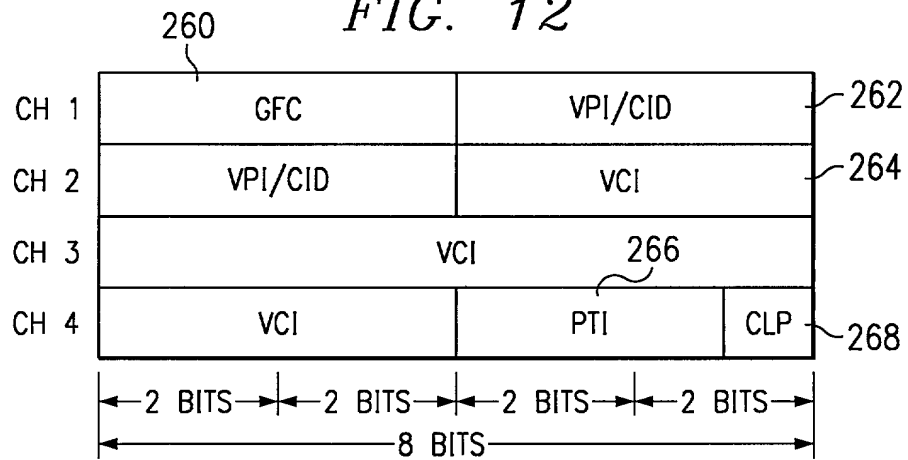 FIG. 12
260
CH 1 GFC VPI/CID 262
CH 2 VPI/CID VCI 264
CH 3 VCI 266
CH 4 VCI PTI CLP 268
2 BITS 2 BITS 2 BITS 2 BITS
8 BITS